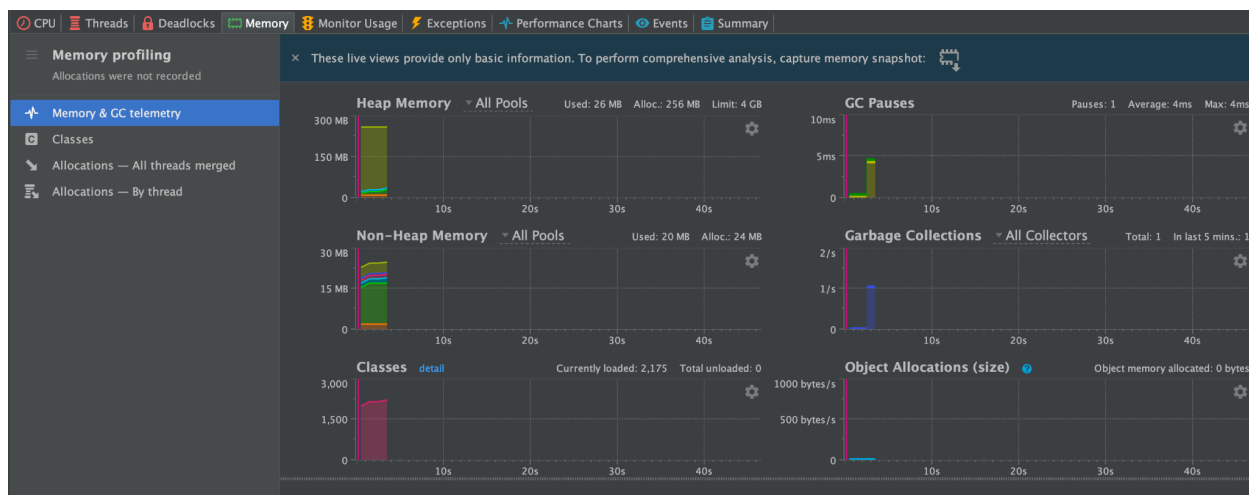 CPU Threads Deadlocks Memory Monitor Usage Exceptions Performance Charts Events Summary
Memory profiling
Allocations were not recorded
Memory & GC telemetry
C Classes
Allocations — All threads merged
Allocations — By thread
× These live views provide only basic information. To perform comprehensive analysis, capture memory snapshot:
Heap Memory All Pools Used: 26 MB Alloc.: 256 MB Limit: 4 GB
300 MB
150 MB
0
10s 20s 30s 40s
GC Pauses Pauses: 1 Average: 4ms Max: 4ms
10ms
5ms
0
10s 20s 30s 40s
Non-Heap Memory All Pools Used: 20 MB Alloc.: 24 MB
30 MB
15 MB
0
10s 20s 30s 40s
Garbage Collections All Collectors Total: 1 In last 5 mins.: 1
2/s
1/s
0
10s 20s 30s 40s
Classes detail Currently loaded: 2,175 Total unloaded: 0
3,000
1,500
0
10s 20s 30s 40s
Object Allocations (size) ? Object memory allocated: 0 bytes
1000 bytes/s
500 bytes/s
0
10s 20s 30s 40s